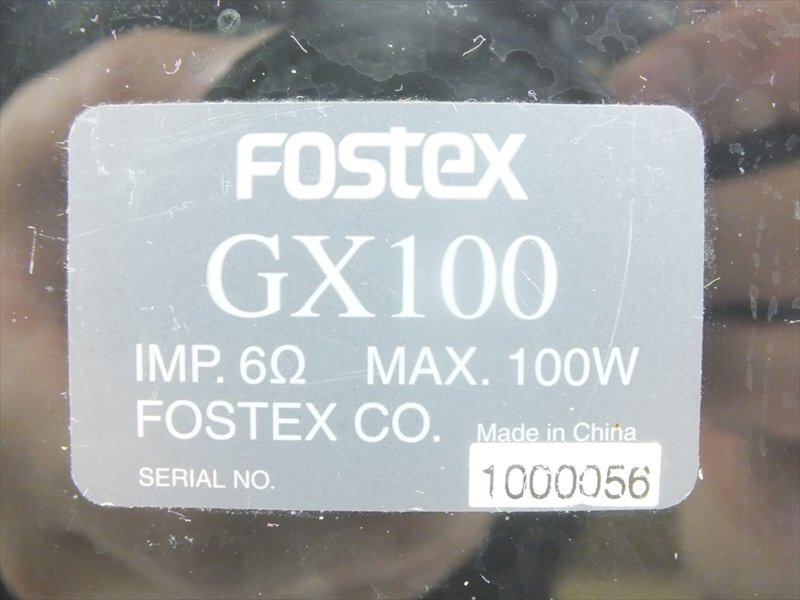 FOSTEX
GX100
IMP. 6Ω MAX. 100W
FOSTEX CO. Made in China
SERIAL NO. 1000056